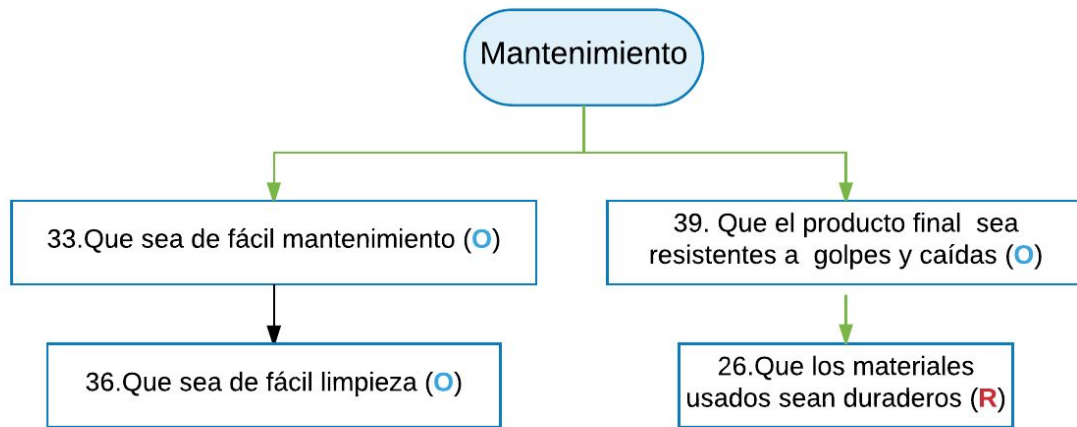 Mantenimiento
33.Que sea de fácil mantenimiento (O)
39. Que el producto final sea
resistentes a golpes y caídas (O)
36.Que sea de fácil limpieza (O)
26.Que los materiales
usados sean duraderos (R)